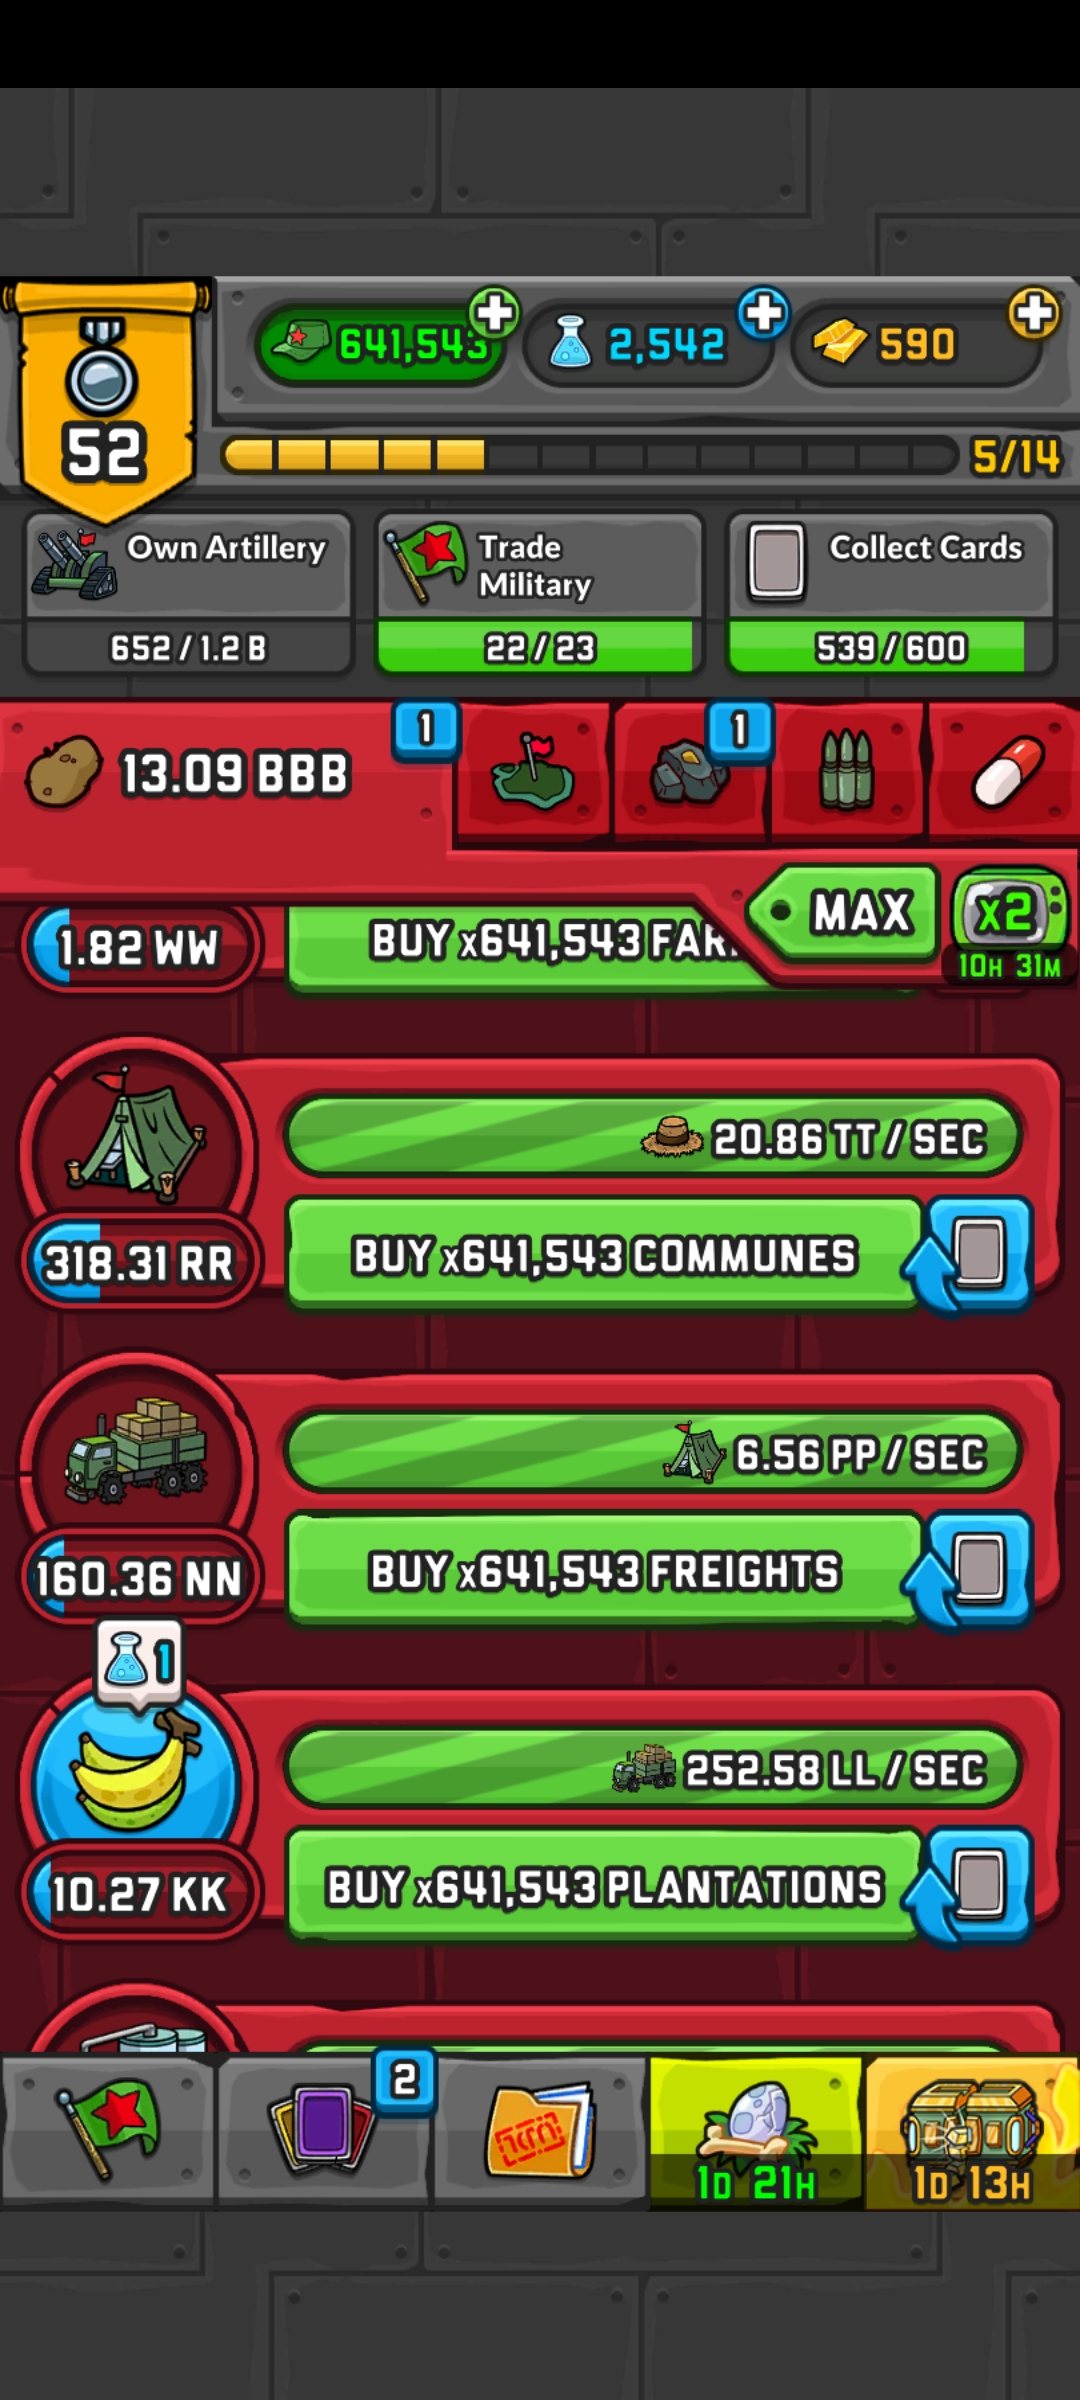 641,543
2,542
590
52
5/14
Own Artillery
652 / 1.2 B
Trade
Military
22 / 23
Collect Cards
539 / 600
13.09 BBB
1
1
MAX
x2
10H 31M
1.82 WW
BUY x641,543
20.86 TT / SEC
318.31 RR
BUY x641,543 COMMUNES
6.56 PP / SEC
160.36 NN
BUY x641,543 FREIGHTS
1
252.58 LL / SEC
10.27 KK
BUY x641,543 PLANTATIONS
2
1D 21H
1D 13H